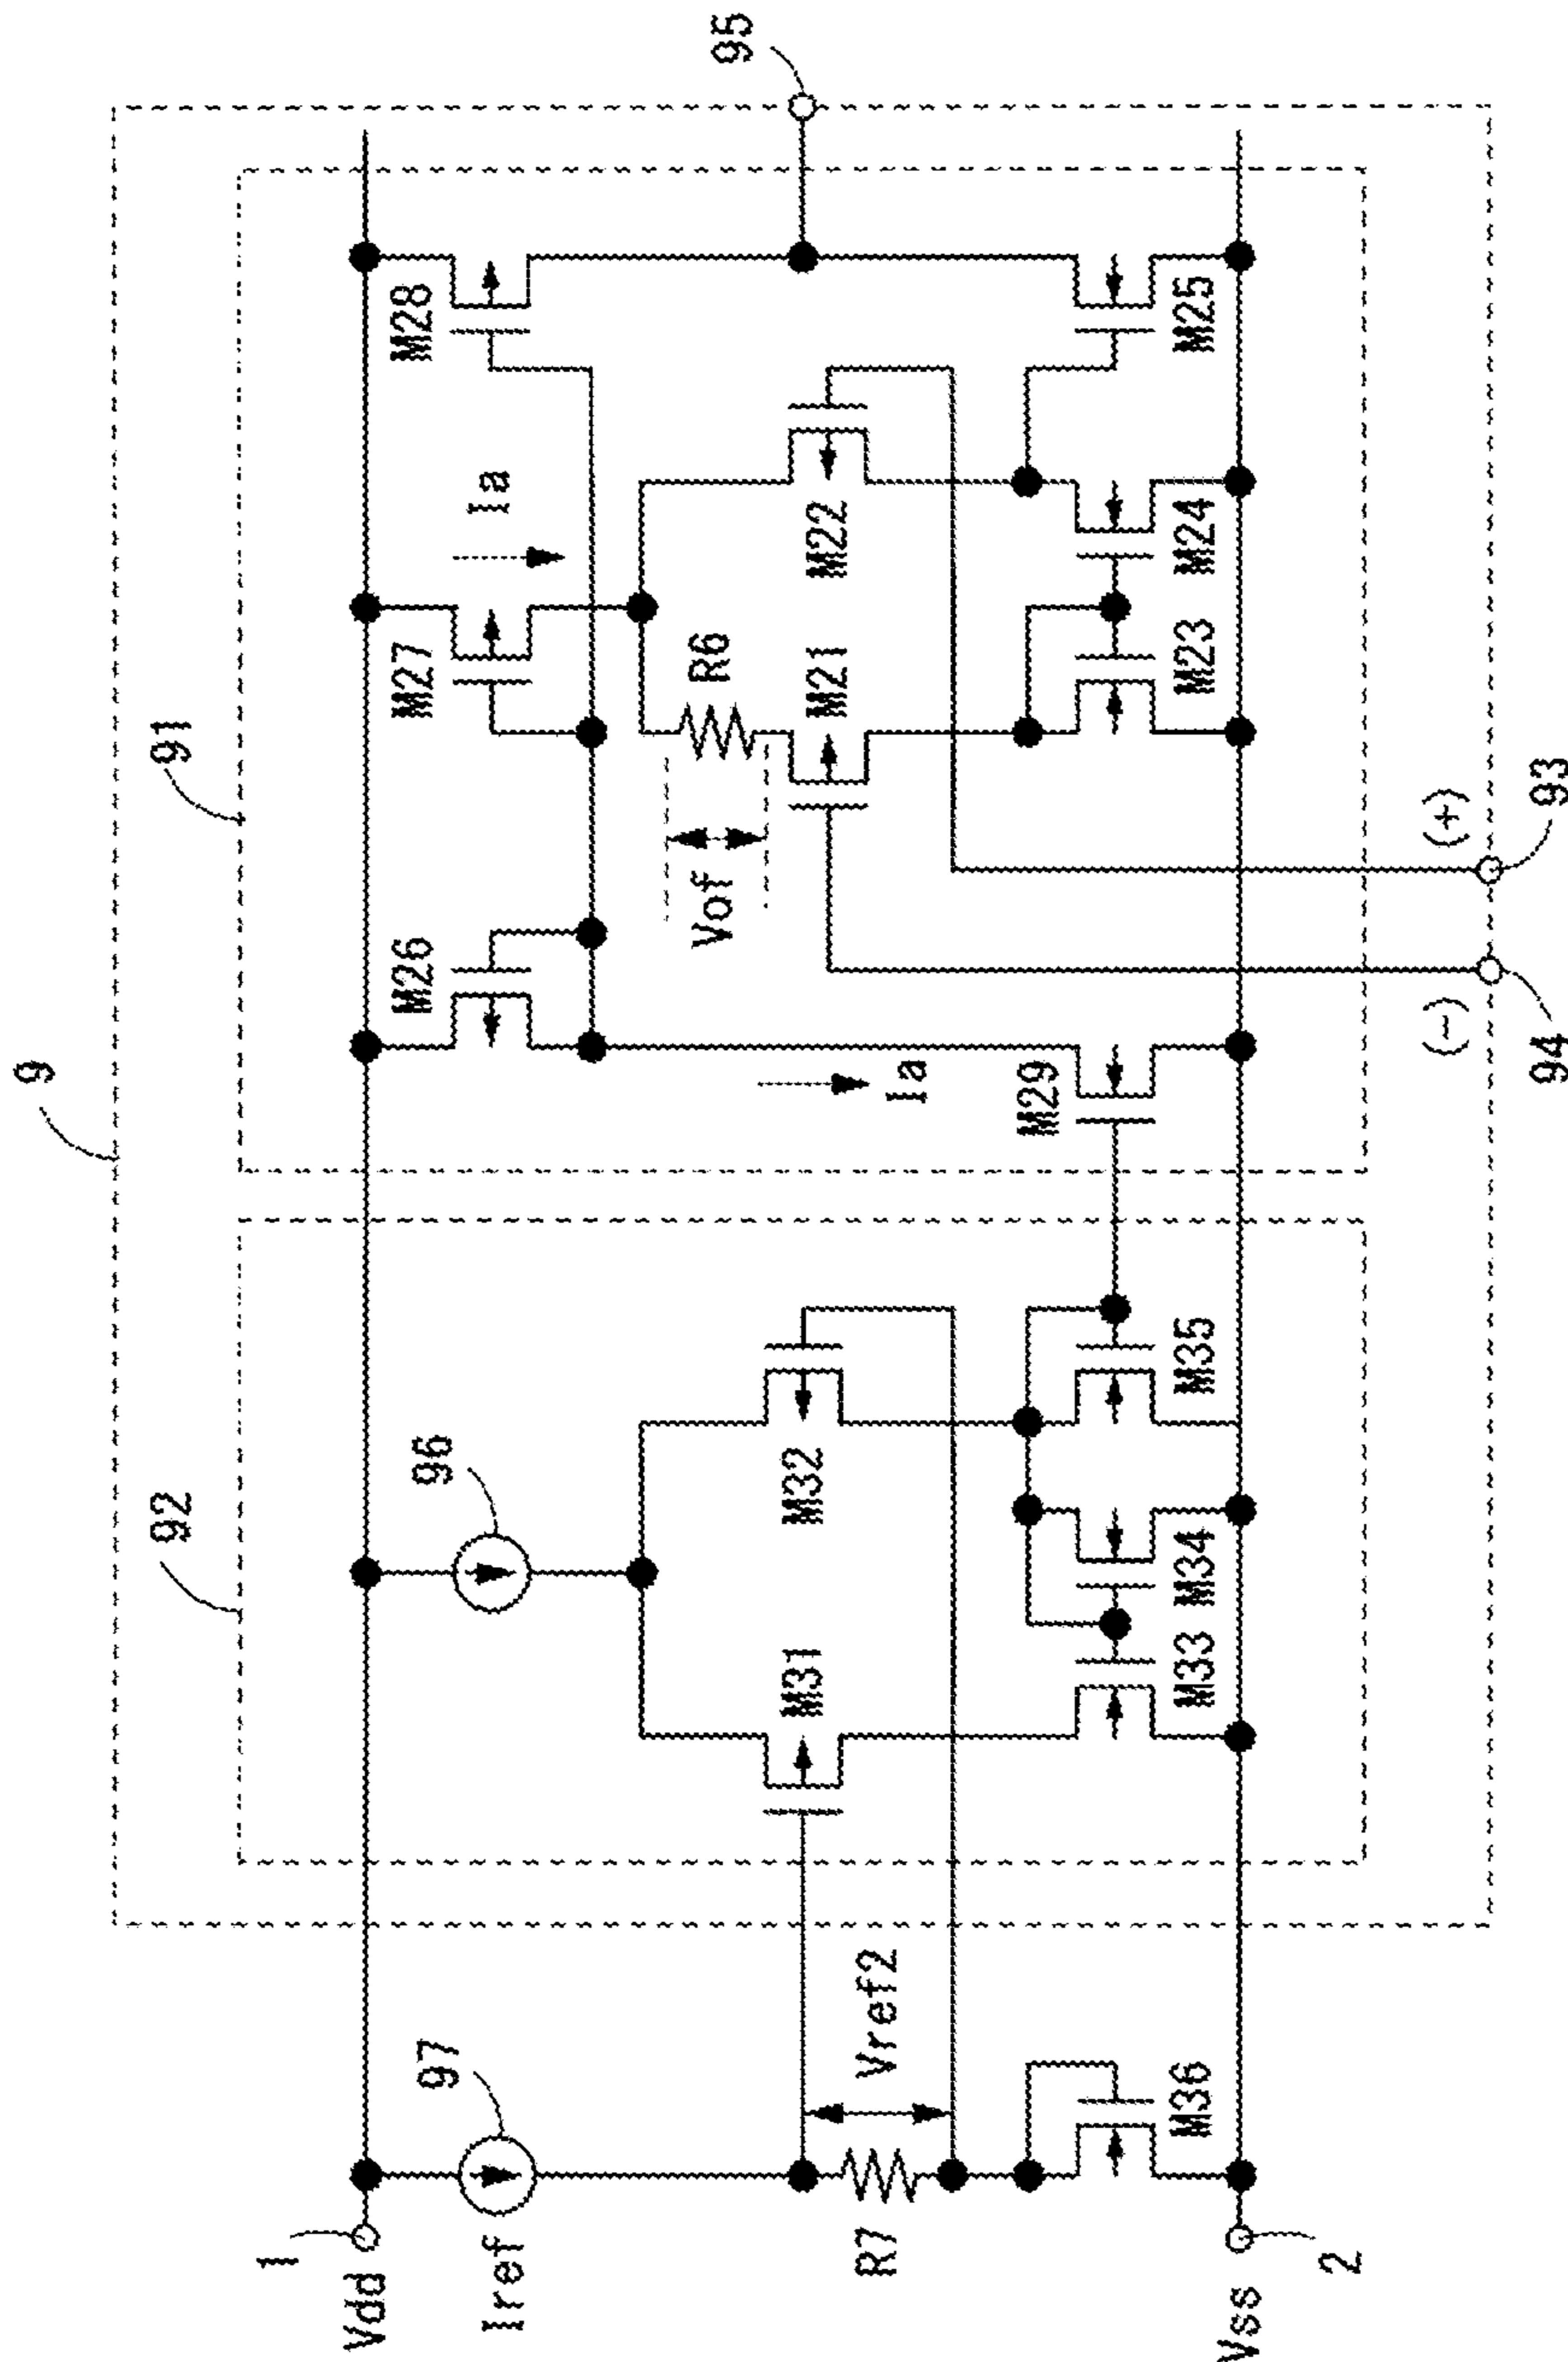 9
91
92
95
M28
Ia
M27
M26
R6
Vof
M22
M21
M25
M24
M23
Ia
M29
(+)
93
(-)
94
96
M32
M31
M35
M34
M33
97
Iref
Vref2
R7
M36
1
Vdd
Vss
2